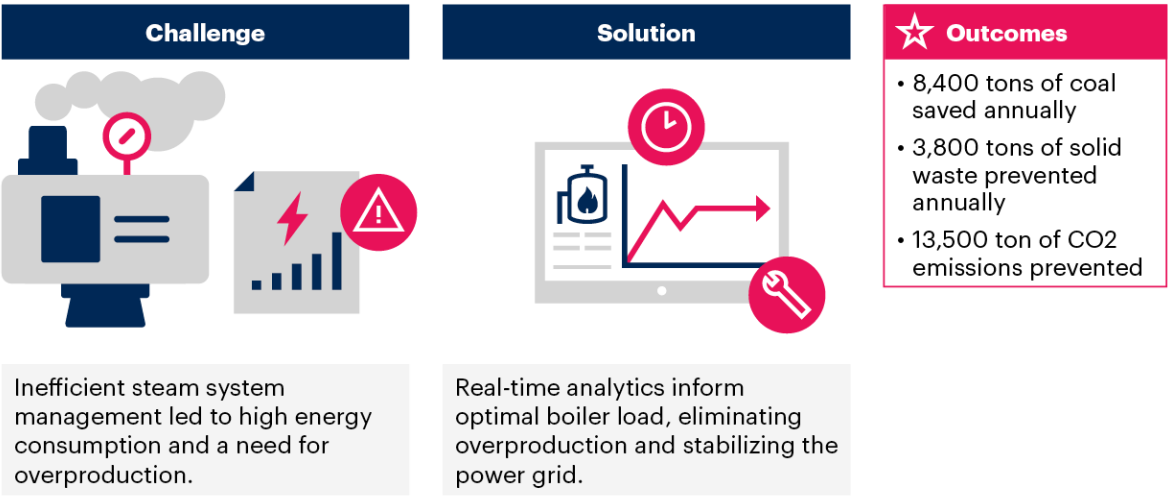 Challenge
Inefficient steam system
management led to high energy
consumption and a need for
overproduction.
Solution
Real-time analytics inform
optimal boiler load, eliminating
overproduction and stabilizing the
power grid.
Outcomes
• 8,400 tons of coal
saved annually
• 3,800 tons of solid
waste prevented
annually
• 13,500 ton of CO2
emissions prevented